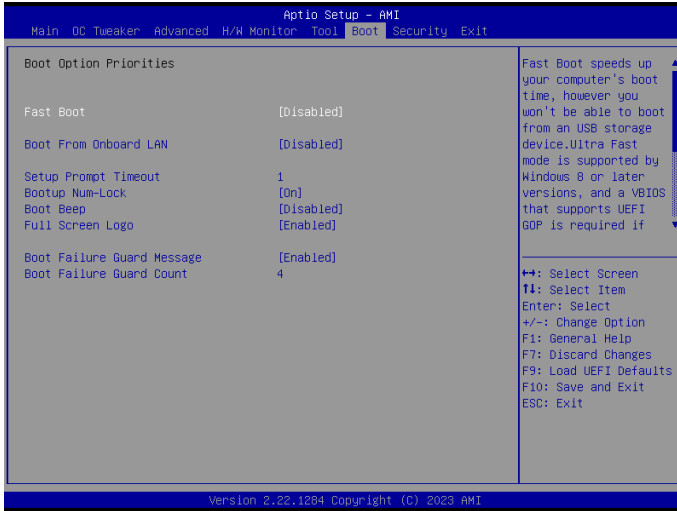 Aptio Setup - AMI
Main OC Tweaker Advanced H/W Monitor Tool Boot Security Exit
Boot Option Priorities
Fast Boot [Disabled]
Boot From Onboard LAN [Disabled]
Setup Prompt Timeout 1
Bootup Num-Lock [On]
Boot Beep [Disabled]
Full Screen Logo [Enabled]
Boot Failure Guard Message [Enabled]
Boot Failure Guard Count 4
Fast Boot speeds up
your computer's boot
time, however you
won't be able to boot
from an USB storage
device.Ultra Fast
mode is supported by
Windows 8 or later
versions, and a VBIOS
that supports UEFI
GOP is required if
↔: Select Screen
↑↓: Select Item
Enter: Select
+/-: Change Option
F1: General Help
F7: Discard Changes
F9: Load UEFI Defaults
F10: Save and Exit
ESC: Exit
Version 2.22.1284 Copyright (C) 2023 AMI